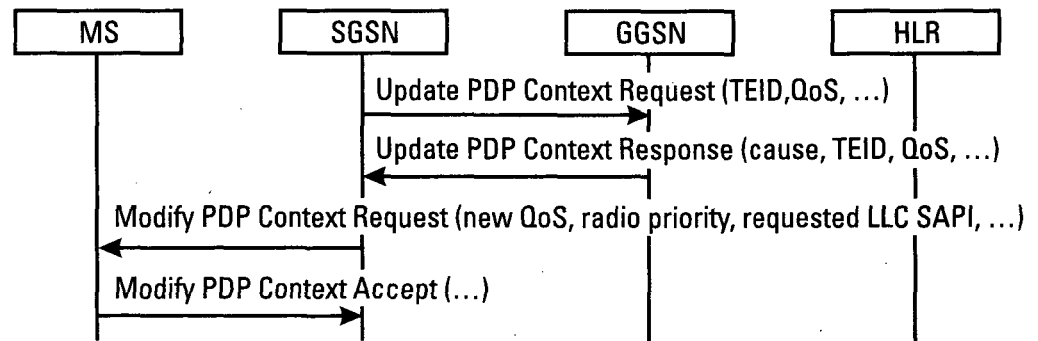 MS
SGSN
GGSN
HLR
Update PDP Context Request (TEID,QoS, ...)
Update PDP Context Response (cause, TEID, QoS, ...)
Modify PDP Context Request (new QoS, radio priority, requested LLC SAPI, ...)
Modify PDP Context Accept (...)